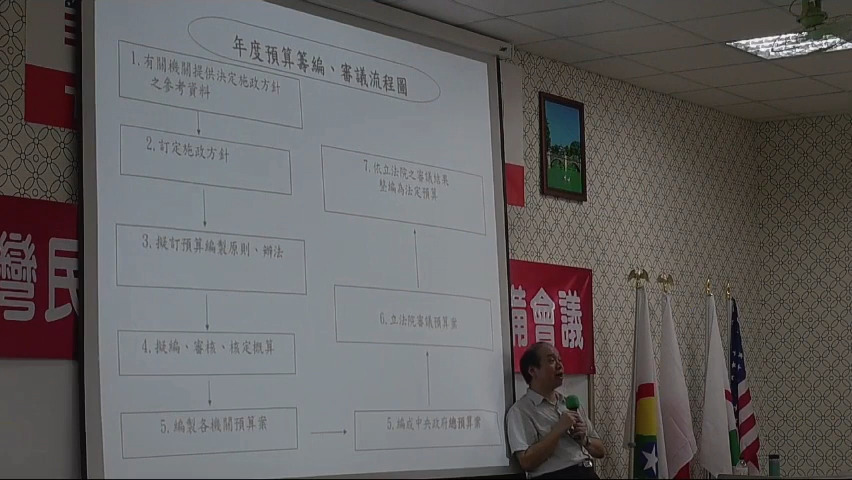 年度預算籌編、審議流程圖
1.有關機關提供決定施政方針
之參考資料
2.訂定施政方針
3.擬訂預算編製原則、辦法
4.擬編、審核、核定概算
5.編製各機關預算案
5.編成中央政府總預算案
6.立法院審議預算案
7.依立法院之審議結果
整編為法定預算
灣民
備會議